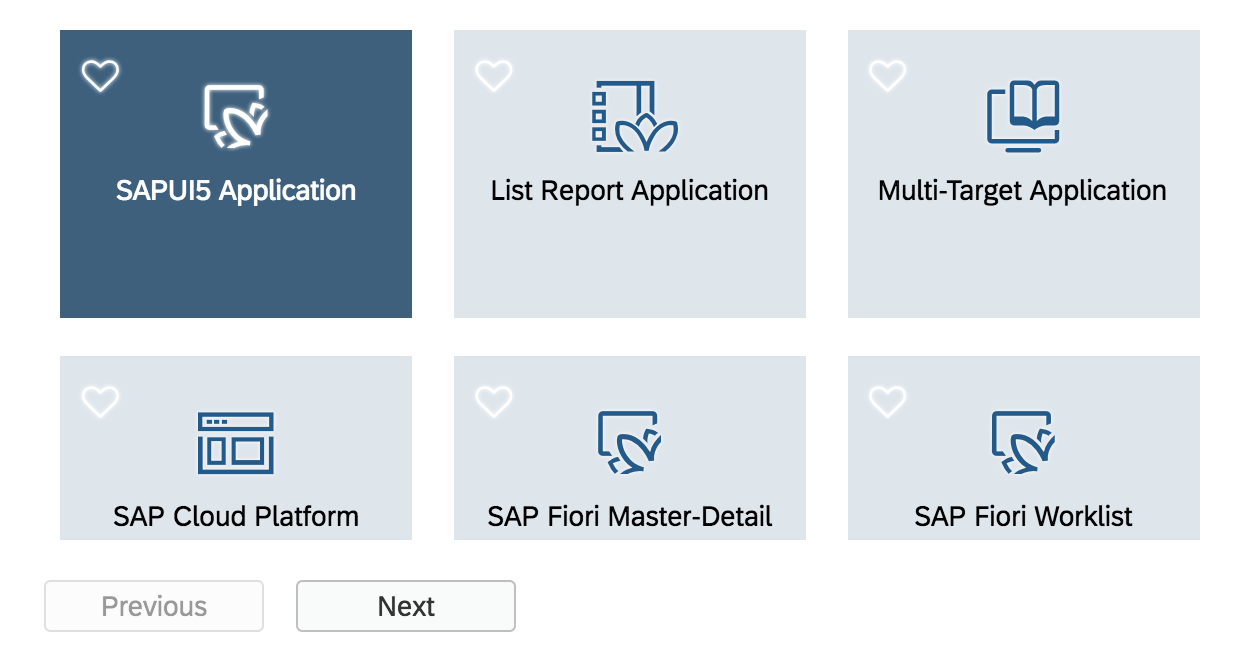 SAPUI5 Application
List Report Application
Multi-Target Application
SAP Cloud Platform
SAP Fiori Master-Detail
SAP Fiori Worklist
Previous
Next